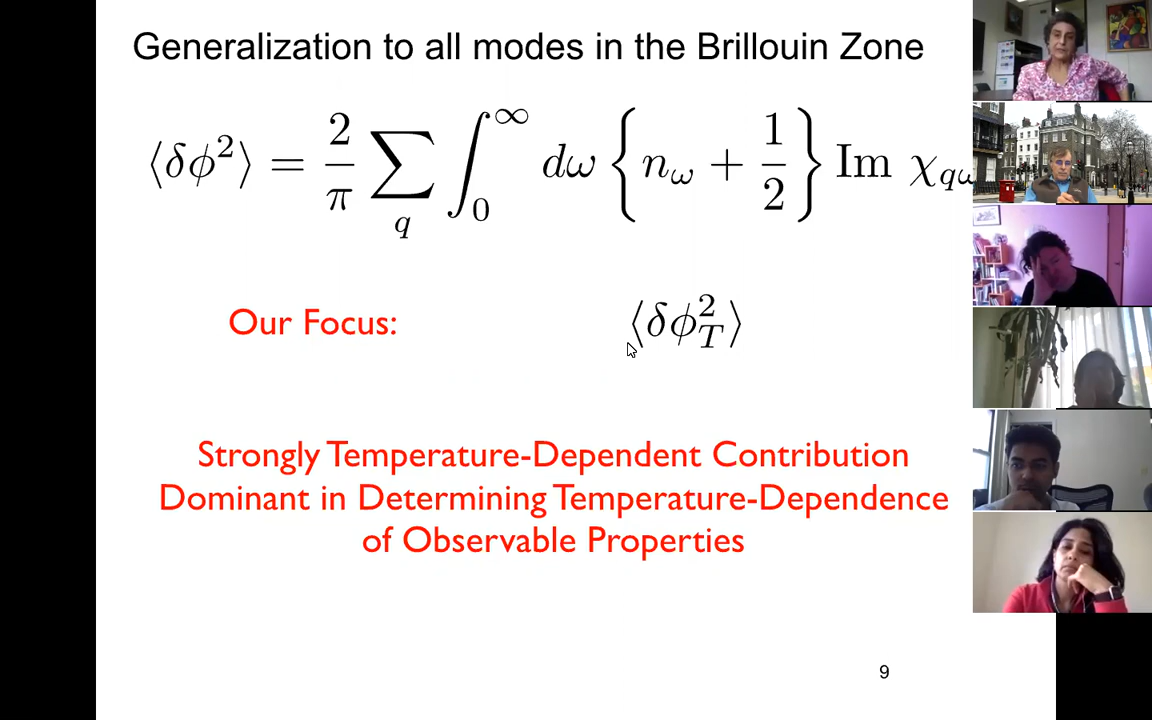 Generalization to all modes in the Brillouin Zone
⟨δϕ²⟩ = 2/π ∑_q ∫_0^∞ dω { n_ω + 1/2 } Im χ_qω
Our Focus: ⟨δϕ_T²⟩
Strongly Temperature-Dependent Contribution
Dominant in Determining Temperature-Dependence
of Observable Properties
9